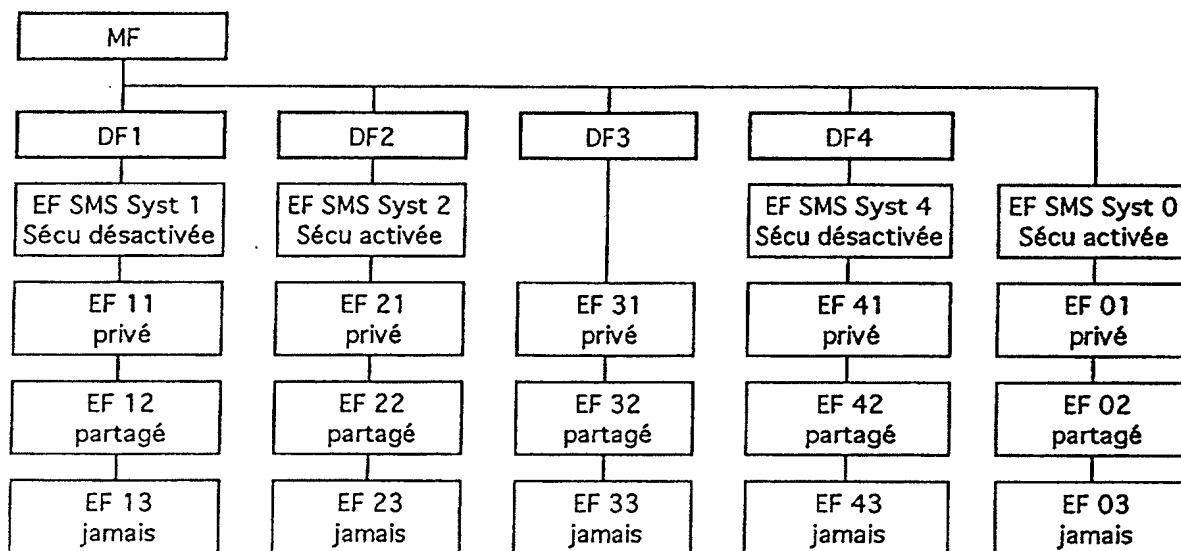 MF
DF1
DF2
DF3
DF4
EF SMS Syst 1
Sécu désactivée
EF SMS Syst 2
Sécu activée
EF SMS Syst 4
Sécu désactivée
EF SMS Syst 0
Sécu activée
EF 11
privé
EF 21
privé
EF 31
privé
EF 41
privé
EF 01
privé
EF 12
partagé
EF 22
partagé
EF 32
partagé
EF 42
partagé
EF 02
partagé
EF 13
jamais
EF 23
jamais
EF 33
jamais
EF 43
jamais
EF 03
jamais